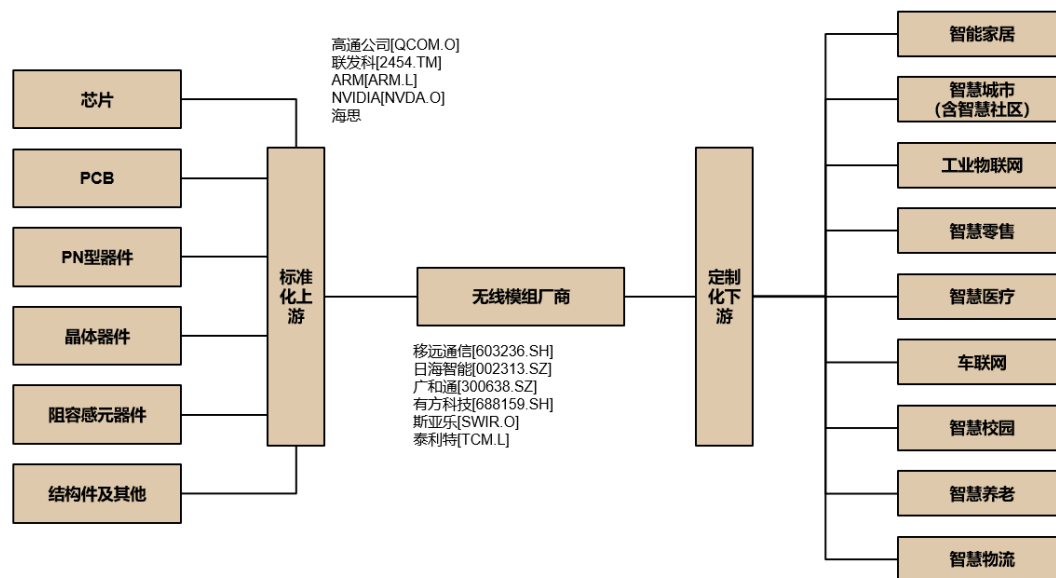 高通公司[QCOM.O]
联发科[2454.TM]
ARM[ARM.L]
NVIDIA[NVDA.O]
海思
芯片
PCB
PN型器件
晶体器件
阻容感元器件
结构件及其他
标准
化上
游
无线模组厂商
移远通信[603236.SH]
日海智能[002313.SZ]
广和通[300638.SZ]
有方科技[688159.SH]
斯亚乐[SWIR.O]
泰利特[TCM.L]
定制
化下
游
智能家居
智慧城市
（含智慧社区）
工业物联网
智慧零售
智慧医疗
车联网
智慧校园
智慧养老
智慧物流